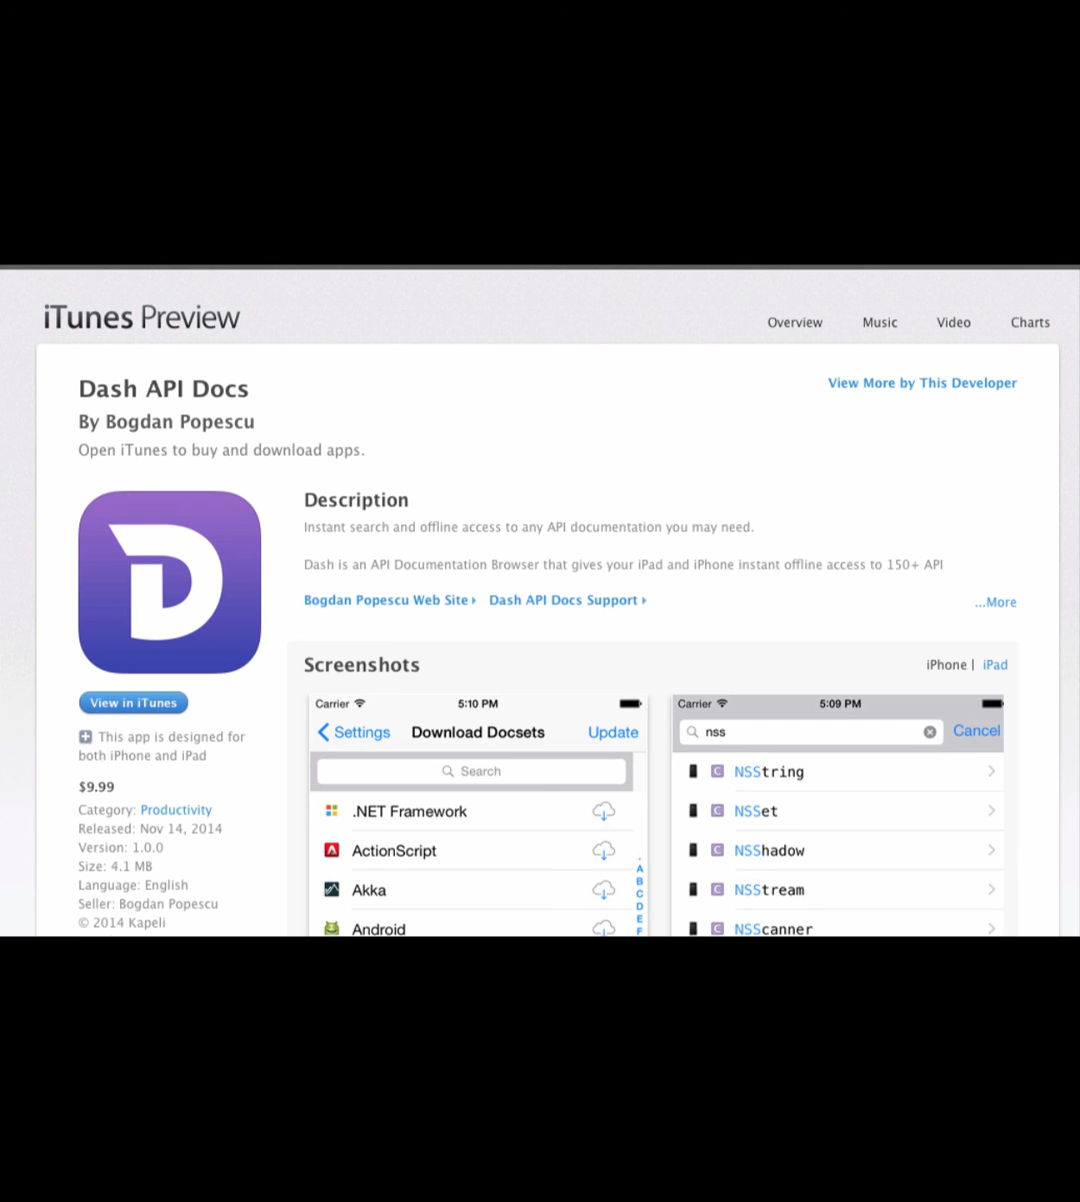 iTunes Preview
Overview Music Video Charts
Dash API Docs
View More by This Developer
By Bogdan Popescu
Open iTunes to buy and download apps.
D
Description
Instant search and offline access to any API documentation you may need.
Dash is an API Documentation Browser that gives your iPad and iPhone instant offline access to 150+ API
Bogdan Popescu Web Site Dash API Docs Support
...More
View in iTunes
This app is designed for
both iPhone and iPad
$9.99
Category: Productivity
Released: Nov 14, 2014
Version: 1.0.0
Size: 4.1 MB
Language: English
Seller: Bogdan Popescu
© 2014 Kapeli
Screenshots
iPhone | iPad
Carrier 5:10 PM
Settings Download Docsets Update
Search
.NET Framework
ActionScript
Akka
Android
A
B
C
D
E
F
Carrier 5:09 PM
nss Cancel
C NSString
C NSSet
C NSShadow
C NSStream
C NSScanner